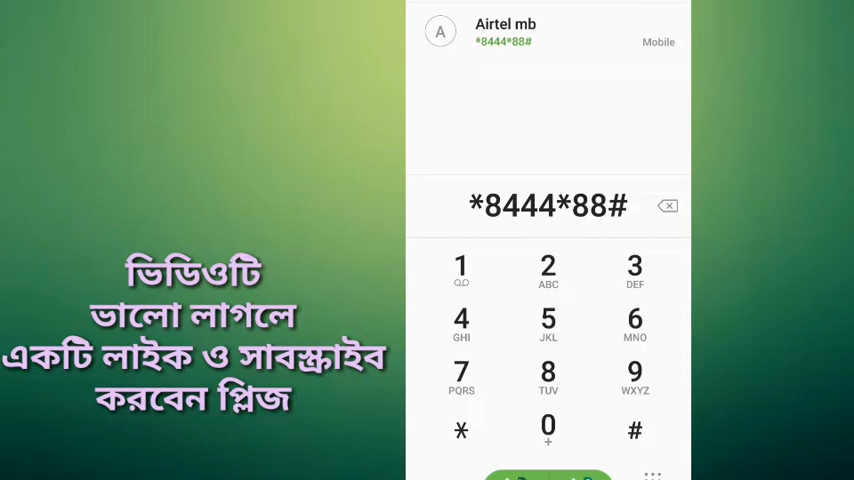 ভিডিওটি
ভালো লাগলে
একটি লাইক ও সাবস্ক্রাইব
করবেন প্লিজ
A
Airtel mb
*8444*88#
Mobile
*8444*88#
1 2 3
ABC DEF
4 5 6
GHI JKL MNO
7 8 9
PQRS TUV WXYZ
* 0 #
+